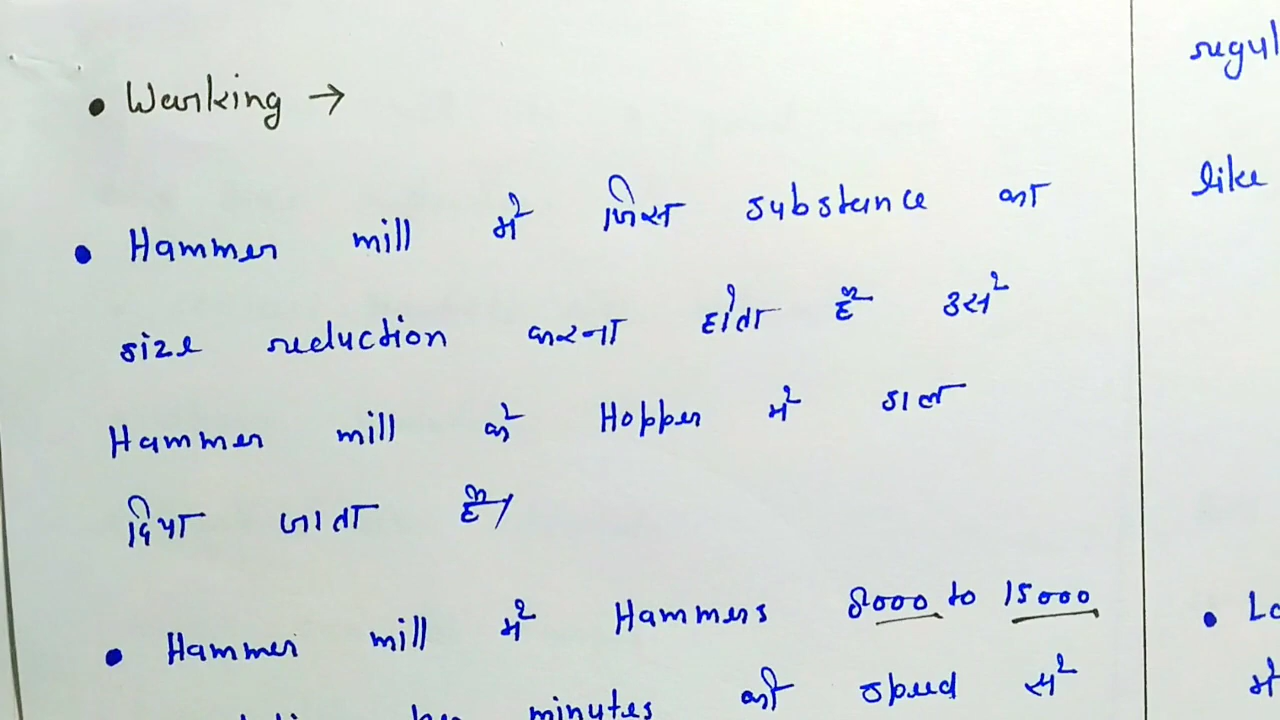 • Working →
• Hammer mill में जिस substance का
size reduction करना होता है उसे
Hammer mill के Hopper में डाल
दिया जाता है।
• Hammer mill में Hammers 8000 to 15000
minutes की speed से
like